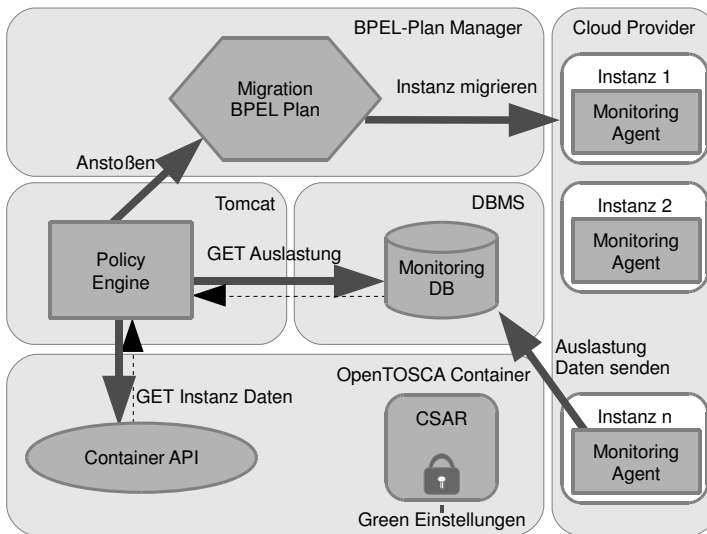 BPEL-Plan Manager
Cloud Provider
Migration
BPEL Plan
Instanz migrieren
Instanz 1
Monitoring
Agent
Anstoßen
Tomcat
DBMS
Instanz 2
Monitoring
Agent
Policy
Engine
GET Auslastung
Monitoring
DB
Auslastung
Daten senden
OpenTOSCA Container
GET Instanz Daten
CSAR
Instanz n
Monitoring
Agent
Container API
Green Einstellungen